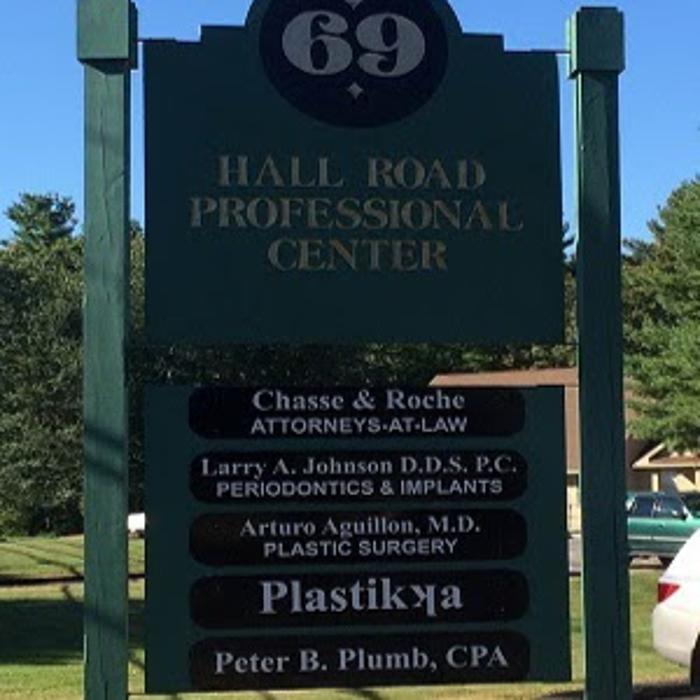 69
HALL ROAD
PROFESSIONAL
CENTER
Chasse & Roche
ATTORNEYS-AT-LAW
Larry A. Johnson D.D.S. P.C.
PERIODONTICS & IMPLANTS
Arturo Aguillon, M.D.
PLASTIC SURGERY
Plastikʞa
Peter B. Plumb, CPA